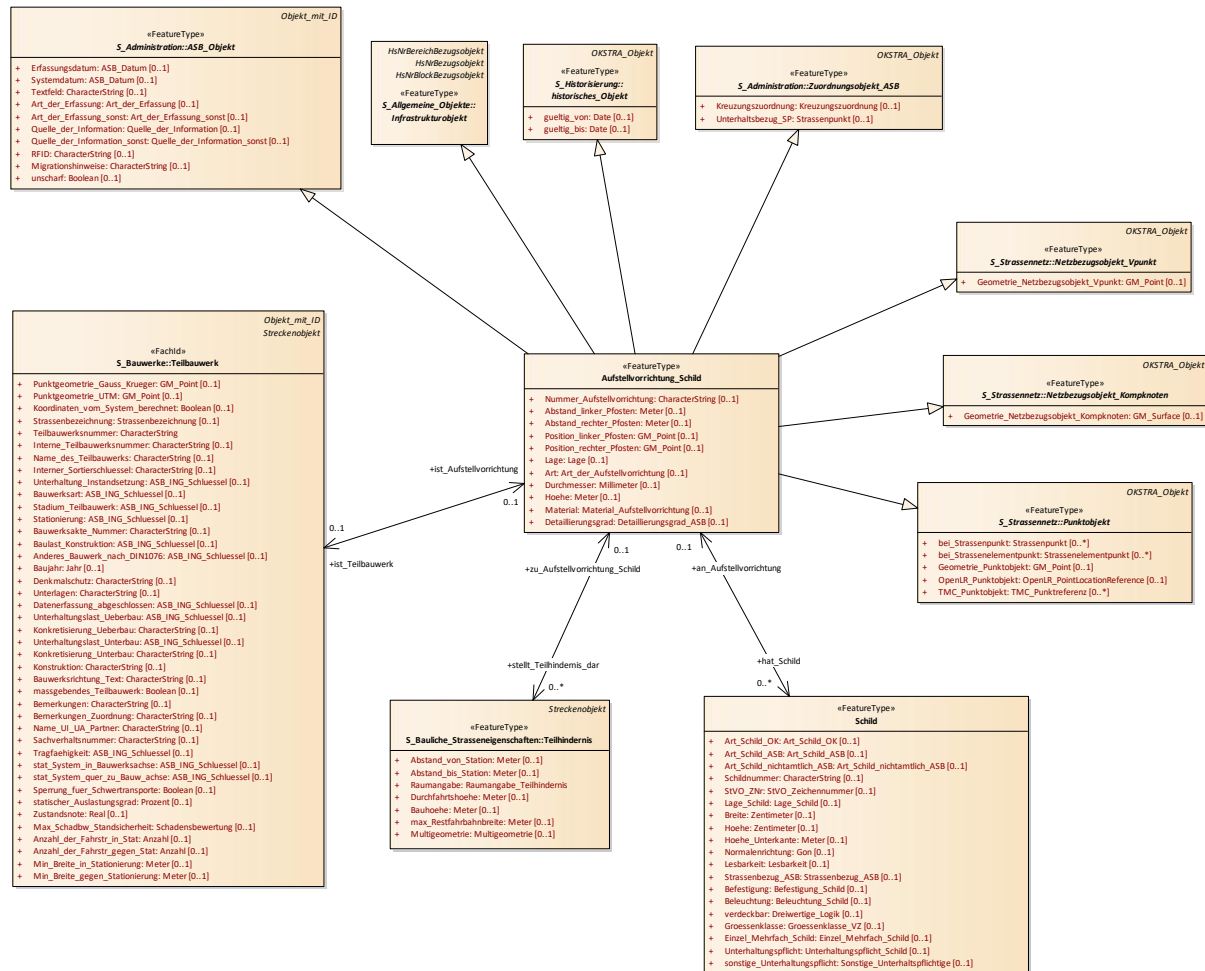 Objekt_mit_ID
«FeatureType»
S_Administration::ASB_Objekt
+ Erfassungsdatum: ASB_Datum [0..1]
+ Systemdatum: ASB_Datum [0..1]
+ Textfeld: CharacterString [0..1]
+ Art_der_Erfassung: Art_der_Erfassung [0..1]
+ Art_der_Erfassung_sonst: Art_der_Erfassung_sonst [0..1]
+ Quelle_der_Information: Quelle_der_Information [0..1]
+ Quelle_der_Information_sonst: Quelle_der_Information_sonst [0..1]
+ RFID: CharacterString [0..1]
+ Migrationshinweise: CharacterString [0..1]
+ unscharf: Boolean [0..1]
HsNrBereichBezugsobjekt
HsNrBezugsobjekt
HsNrBlockBezugsobjekt
«FeatureType»
S_Allgemeine_Objekte::
Infrastrukturobjekt
OKSTRA_Objekt
«FeatureType»
S_Historisierung::
historisches_Objekt
+ gueltig_von: Date [0..1]
+ gueltig_bis: Date [0..1]
OKSTRA_Objekt
«FeatureType»
S_Administration::Zuordnungsobjekt_ASB
+ Kreuzungszuordnung: Kreuzungszuordnung [0..1]
+ Unterhaltsbezug_SP: Strassenpunkt [0..1]
OKSTRA_Objekt
«FeatureType»
S_Strassennetz::Netzbezugsobjekt_Vpunkt
+ Geometrie_Netzbezugsobjekt_Vpunkt: GM_Point [0..1]
OKSTRA_Objekt
«FeatureType»
S_Strassennetz::Netzbezugsobjekt_Kompknoten
+ Geometrie_Netzbezugsobjekt_Kompknoten: GM_Surface [0..1]
OKSTRA_Objekt
«FeatureType»
S_Strassennetz::Punktobjekt
+ bei_Strassenpunkt: Strassenpunkt [0..*]
+ bei_Strassenelementpunkt: Strassenelementpunkt [0..*]
+ Geometrie_Punktobjekt: GM_Point [0..1]
+ OpenLR_Punktobjekt: OpenLR_PointLocationReference [0..1]
+ TMC_Punktobjekt: TMC_Punktreferenz [0..*]
«FeatureType»
Aufstellvorrichtung_Schild
+ Nummer_Aufstellvorrichtung: CharacterString [0..1]
+ Abstand_linker_Pfosten: Meter [0..1]
+ Abstand_rechter_Pfosten: Meter [0..1]
+ Position_linker_Pfosten: GM_Point [0..1]
+ Position_rechter_Pfosten: GM_Point [0..1]
+ Lage: Lage [0..1]
+ Art: Art_der_Aufstellvorrichtung [0..1]
+ Durchmesser: Millimeter [0..1]
+ Hoehe: Meter [0..1]
+ Material: Material_Aufstellvorrichtung [0..1]
+ Detaillierungsgrad: Detaillierungsgrad_ASB [0..1]
Objekt_mit_ID
Streckenobjekt
«FachId»
S_Bauwerke::Teilbauwerk
+ Punktgeometrie_Gauss_Krueger: GM_Point [0..1]
+ Punktgeometrie_UTM: GM_Point [0..1]
+ Koordinaten_vom_System_berechnet: Boolean [0..1]
+ Strassenbezeichnung: Strassenbezeichnung [0..1]
+ Teilbauwerksnummer: CharacterString
+ Interne_Teilbauwerksnummer: CharacterString [0..1]
+ Name_des_Teilbauwerks: CharacterString [0..1]
+ Interner_Sortierschluessel: CharacterString [0..1]
+ Unterhaltung_Instandsetzung: ASB_ING_Schluessel [0..1]
+ Bauwerksart: ASB_ING_Schluessel [0..1]
+ Stadium_Teilbauwerk: ASB_ING_Schluessel [0..1]
+ Stationierung: ASB_ING_Schluessel [0..1]
+ Bauwerksakte_Nummer: CharacterString [0..1]
+ Baulast_Konstruktion: ASB_ING_Schluessel [0..1]
+ Anderes_Bauwerk_nach_DIN1076: ASB_ING_Schluessel [0..1]
+ Baujahr: Jahr [0..1]
+ Denkmalschutz: CharacterString [0..1]
+ Unterlagen: CharacterString [0..1]
+ Datenerfassung_abgeschlossen: ASB_ING_Schluessel [0..1]
+ Unterhaltungslast_Ueberbau: ASB_ING_Schluessel [0..1]
+ Konkretisierung_Ueberbau: CharacterString [0..1]
+ Unterhaltungslast_Unterbau: ASB_ING_Schluessel [0..1]
+ Konkretisierung_Unterbau: CharacterString [0..1]
+ Konstruktion: CharacterString [0..1]
+ Bauwerksrichtung_Text: CharacterString [0..1]
+ massgebendes_Teilbauwerk: Boolean [0..1]
+ Bemerkungen: CharacterString [0..1]
+ Bemerkungen_Zuordnung: CharacterString [0..1]
+ Name_UI_UA_Partner: CharacterString [0..1]
+ Sachverhaltsnummer: CharacterString [0..1]
+ Tragfaehigkeit: ASB_ING_Schluessel [0..1]
+ stat_System_in_Bauwerksachse: ASB_ING_Schluessel [0..1]
+ stat_System_quer_zu_Bauw_achse: ASB_ING_Schluessel [0..1]
+ Sperrung_fuer_Schwertransporte: Boolean [0..1]
+ statischer_Auslastungsgrad: Prozent [0..1]
+ Zustandsnote: Real [0..1]
+ Max_Schadbw_Standsicherheit: Schadensbewertung [0..1]
+ Anzahl_der_Fahrstr_in_Stat: Anzahl [0..1]
+ Anzahl_der_Fahrstr_gegen_Stat: Anzahl [0..1]
+ Min_Breite_in_Stationierung: Meter [0..1]
+ Min_Breite_gegen_Stationierung: Meter [0..1]
+ist_Aufstellvorrichtung
0..1
0..1
+ist_Teilbauwerk
0..1
+zu_Aufstellvorrichtung_Schild
+stellt_Teilhindernis_dar
0..*
0..1
+an_Aufstellvorrichtung
+hat_Schild
0..*
Streckenobjekt
«FeatureType»
S_Bauliche_Strasseneigenschaften::Teilhindernis
+ Abstand_von_Station: Meter [0..1]
+ Abstand_bis_Station: Meter [0..1]
+ Raumangabe: Raumangabe_Teilhindernis
+ Durchfahrtshoehe: Meter [0..1]
+ Bauhoehe: Meter [0..1]
+ max_Restfahrbahnbreite: Meter [0..1]
+ Multigeometrie: Multigeometrie [0..1]
«FeatureType»
Schild
+ Art_Schild_OK: Art_Schild_OK [0..1]
+ Art_Schild_ASB: Art_Schild_ASB [0..1]
+ Art_Schild_nichtamtlich_ASB: Art_Schild_nichtamtlich_ASB [0..1]
+ Schildnummer: CharacterString [0..1]
+ StVO_ZNr: StVO_Zeichennummer [0..1]
+ Lage_Schild: Lage_Schild [0..1]
+ Breite: Zentimeter [0..1]
+ Hoehe: Zentimeter [0..1]
+ Hoehe_Unterkante: Meter [0..1]
+ Normalenrichtung: Gon [0..1]
+ Lesbarkeit: Lesbarkeit [0..1]
+ Strassenbezug_ASB: Strassenbezug_ASB [0..1]
+ Befestigung: Befestigung_Schild [0..1]
+ Beleuchtung: Beleuchtung_Schild [0..1]
+ verdeckbar: Dreiwertige_Logik [0..1]
+ Groessenklasse: Groessenklasse_VZ [0..1]
+ Einzel_Mehrfach_Schild: Einzel_Mehrfach_Schild [0..1]
+ Unterhaltungspflicht: Unterhaltungspflicht_Schild [0..1]
+ sonstige_Unterhaltungspflicht: Sonstige_Unterhaltspflichtige [0..1]